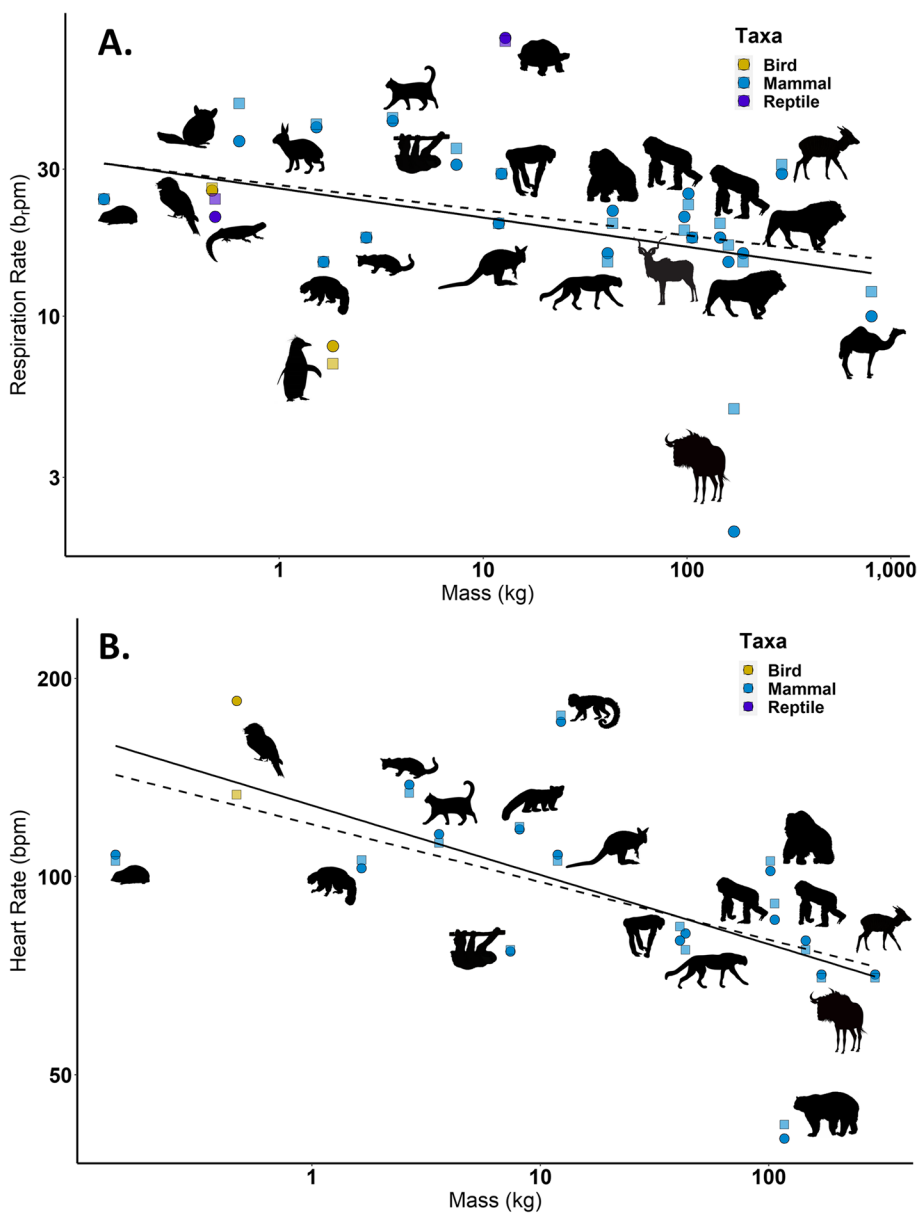 A.
Taxa
Bird
Mammal
Reptile
Respiration Rate (bᵣpm)
30
10
3
1
10
100
1,000
Mass (kg)
B.
Taxa
Bird
Mammal
Reptile
Heart Rate (bpm)
200
100
50
1
10
100
Mass (kg)